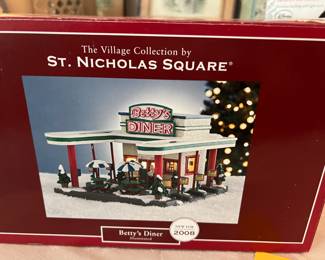 The Village Collection by
ST. NICHOLAS SQUARE®
Betty's
DINER
Betty's Diner
Illuminated
NEW FOR
2008